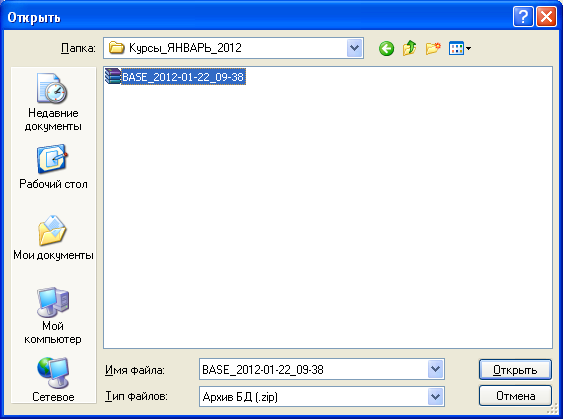 Открыть
Папка: Курсы_ЯНВАРЬ_2012
BASE_2012-01-22_09-38
Недавние
документы
Рабочий стол
Мои документы
Мой
компьютер
Сетевое
Имя файла: BASE_2012-01-22_09-38 Открыть
Тип файлов: Архив БД (.zip) Отмена